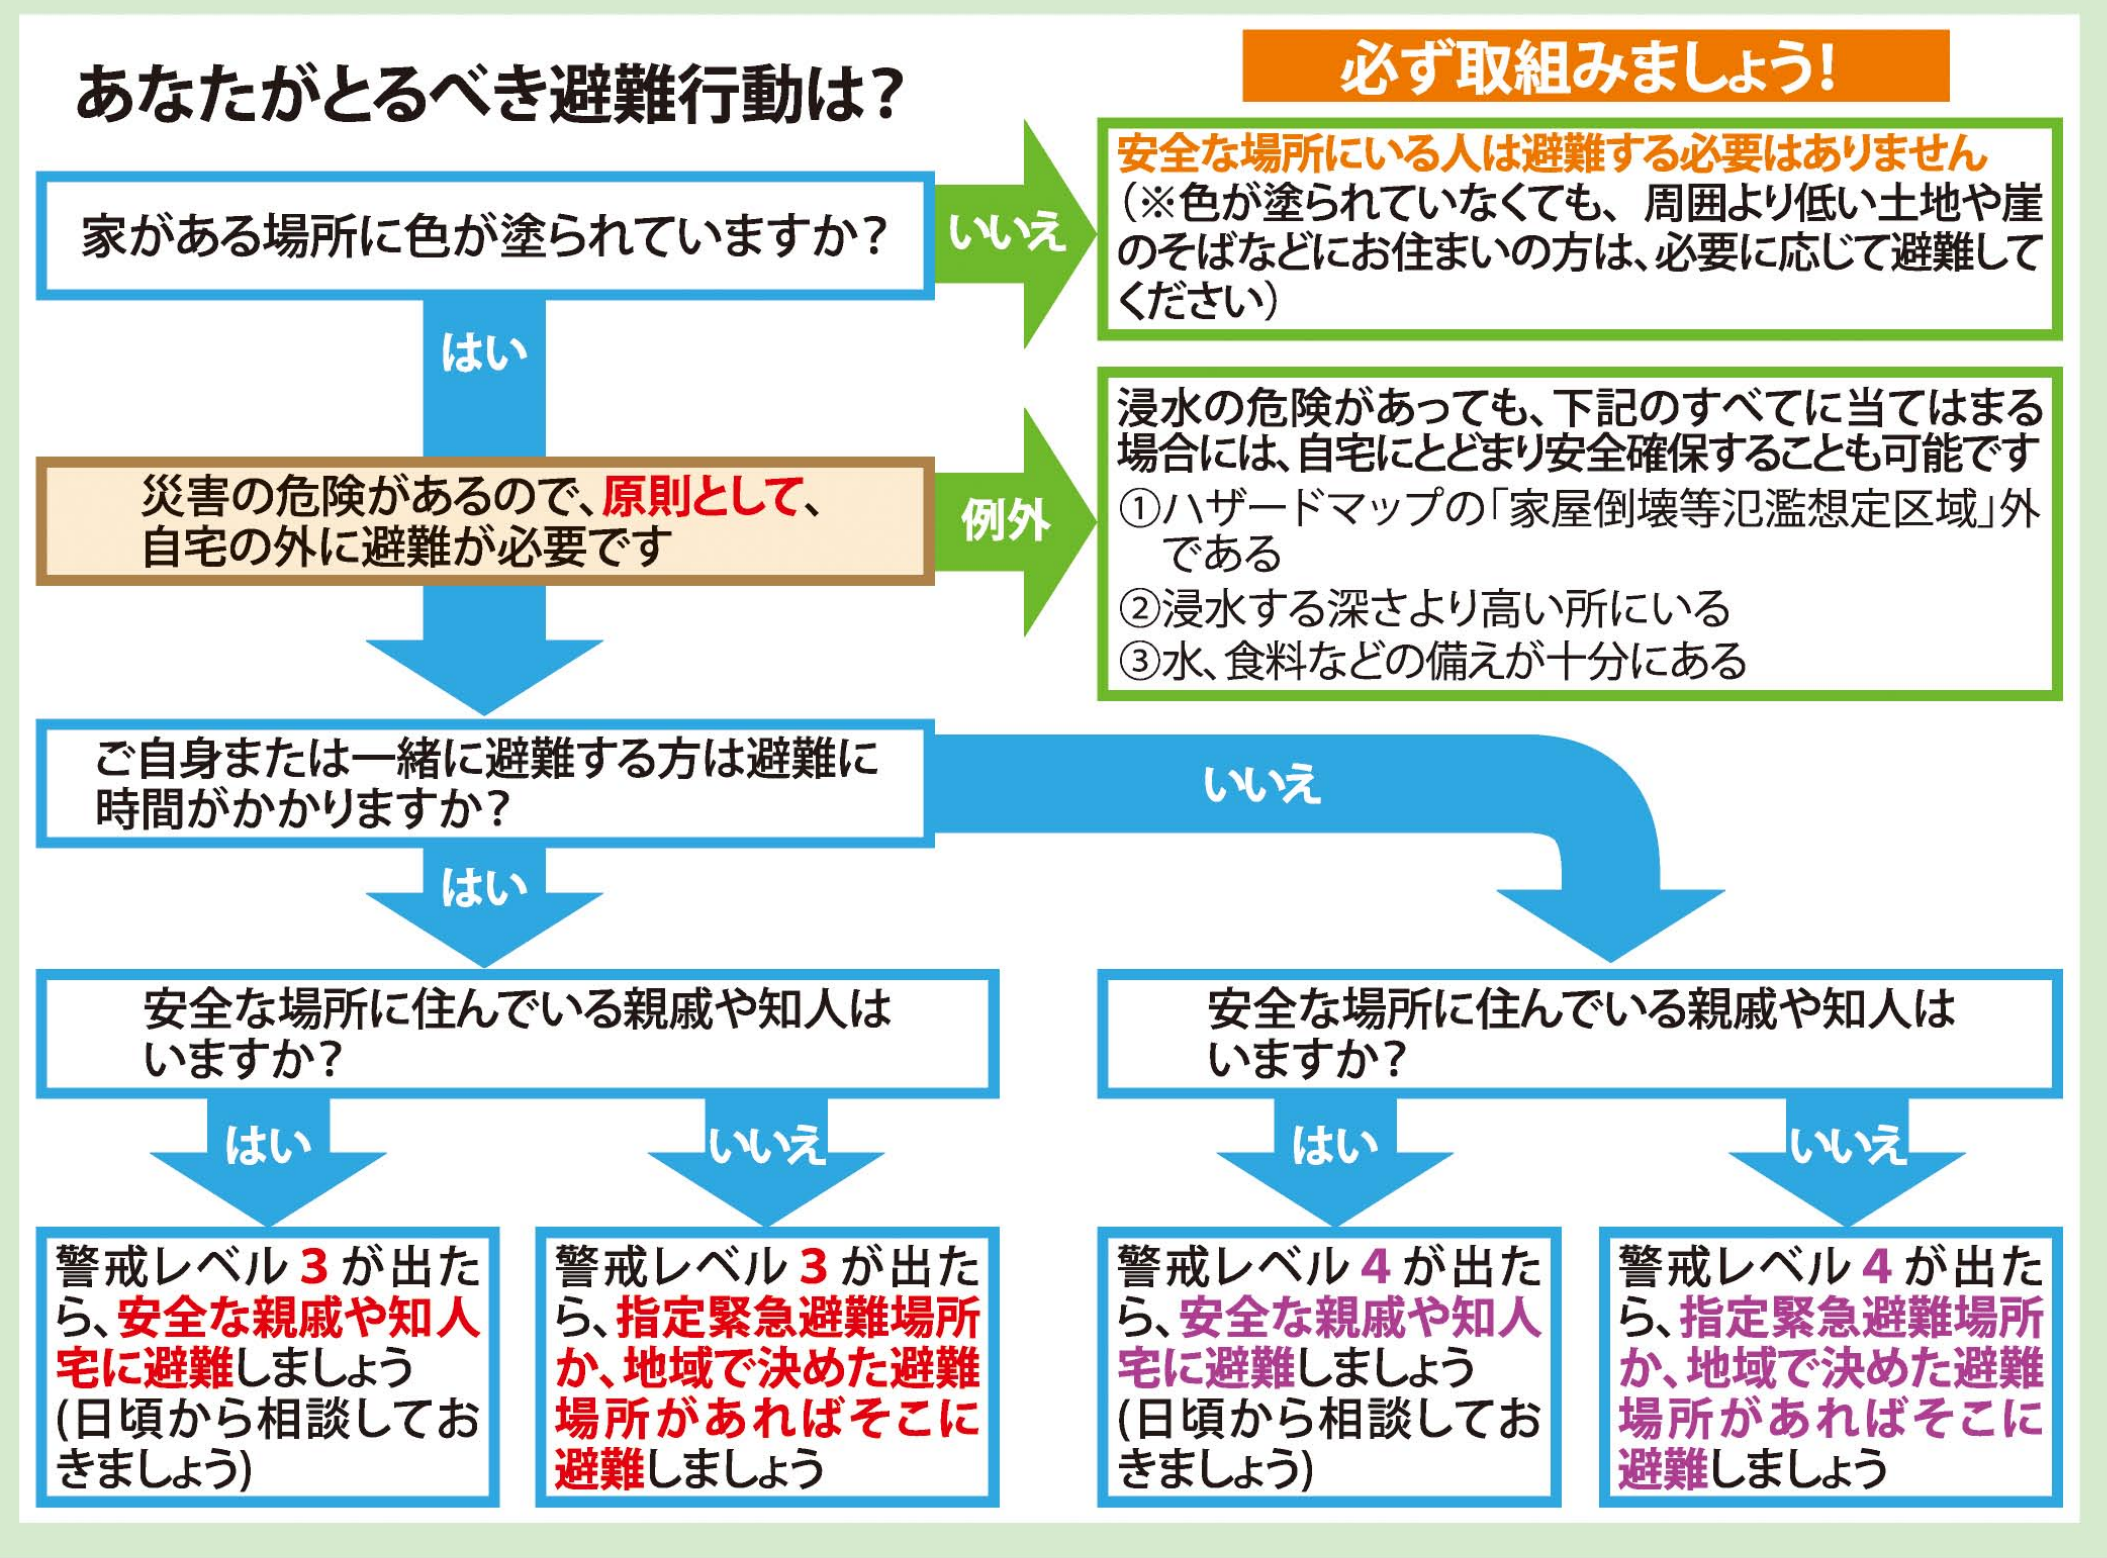 あなたがとるべき避難行動は？
必ず取組みましょう！
家がある場所に色が塗られていますか？
いいえ
安全な場所にいる人は避難する必要はありません
（※色が塗られていなくても、周囲より低い土地や崖
のそばなどにお住まいの方は、必要に応じて避難して
ください）
はい
災害の危険があるので、原則として、
自宅の外に避難が必要です
例外
浸水の危険があっても、下記のすべてに当てはまる
場合には、自宅にとどまり安全確保することも可能です
①ハザードマップの「家屋倒壊等氾濫想定区域」外
である
②浸水する深さより高い所にいる
③水、食料などの備えが十分にある
ご自身または一緒に避難する方は避難に
時間がかかりますか？
いいえ
はい
安全な場所に住んでいる親戚や知人は
いますか？
安全な場所に住んでいる親戚や知人は
いますか？
はい
いいえ
はい
いいえ
警戒レベル3が出た
ら、安全な親戚や知人
宅に避難しましょう
(日頃から相談してお
きましょう)
警戒レベル3が出た
ら、指定緊急避難場所
か、地域で決めた避難
場所があればそこに
避難しましょう
警戒レベル4が出た
ら、安全な親戚や知人
宅に避難しましょう
(日頃から相談してお
きましょう)
警戒レベル4が出た
ら、指定緊急避難場所
か、地域で決めた避難
場所があればそこに
避難しましょう